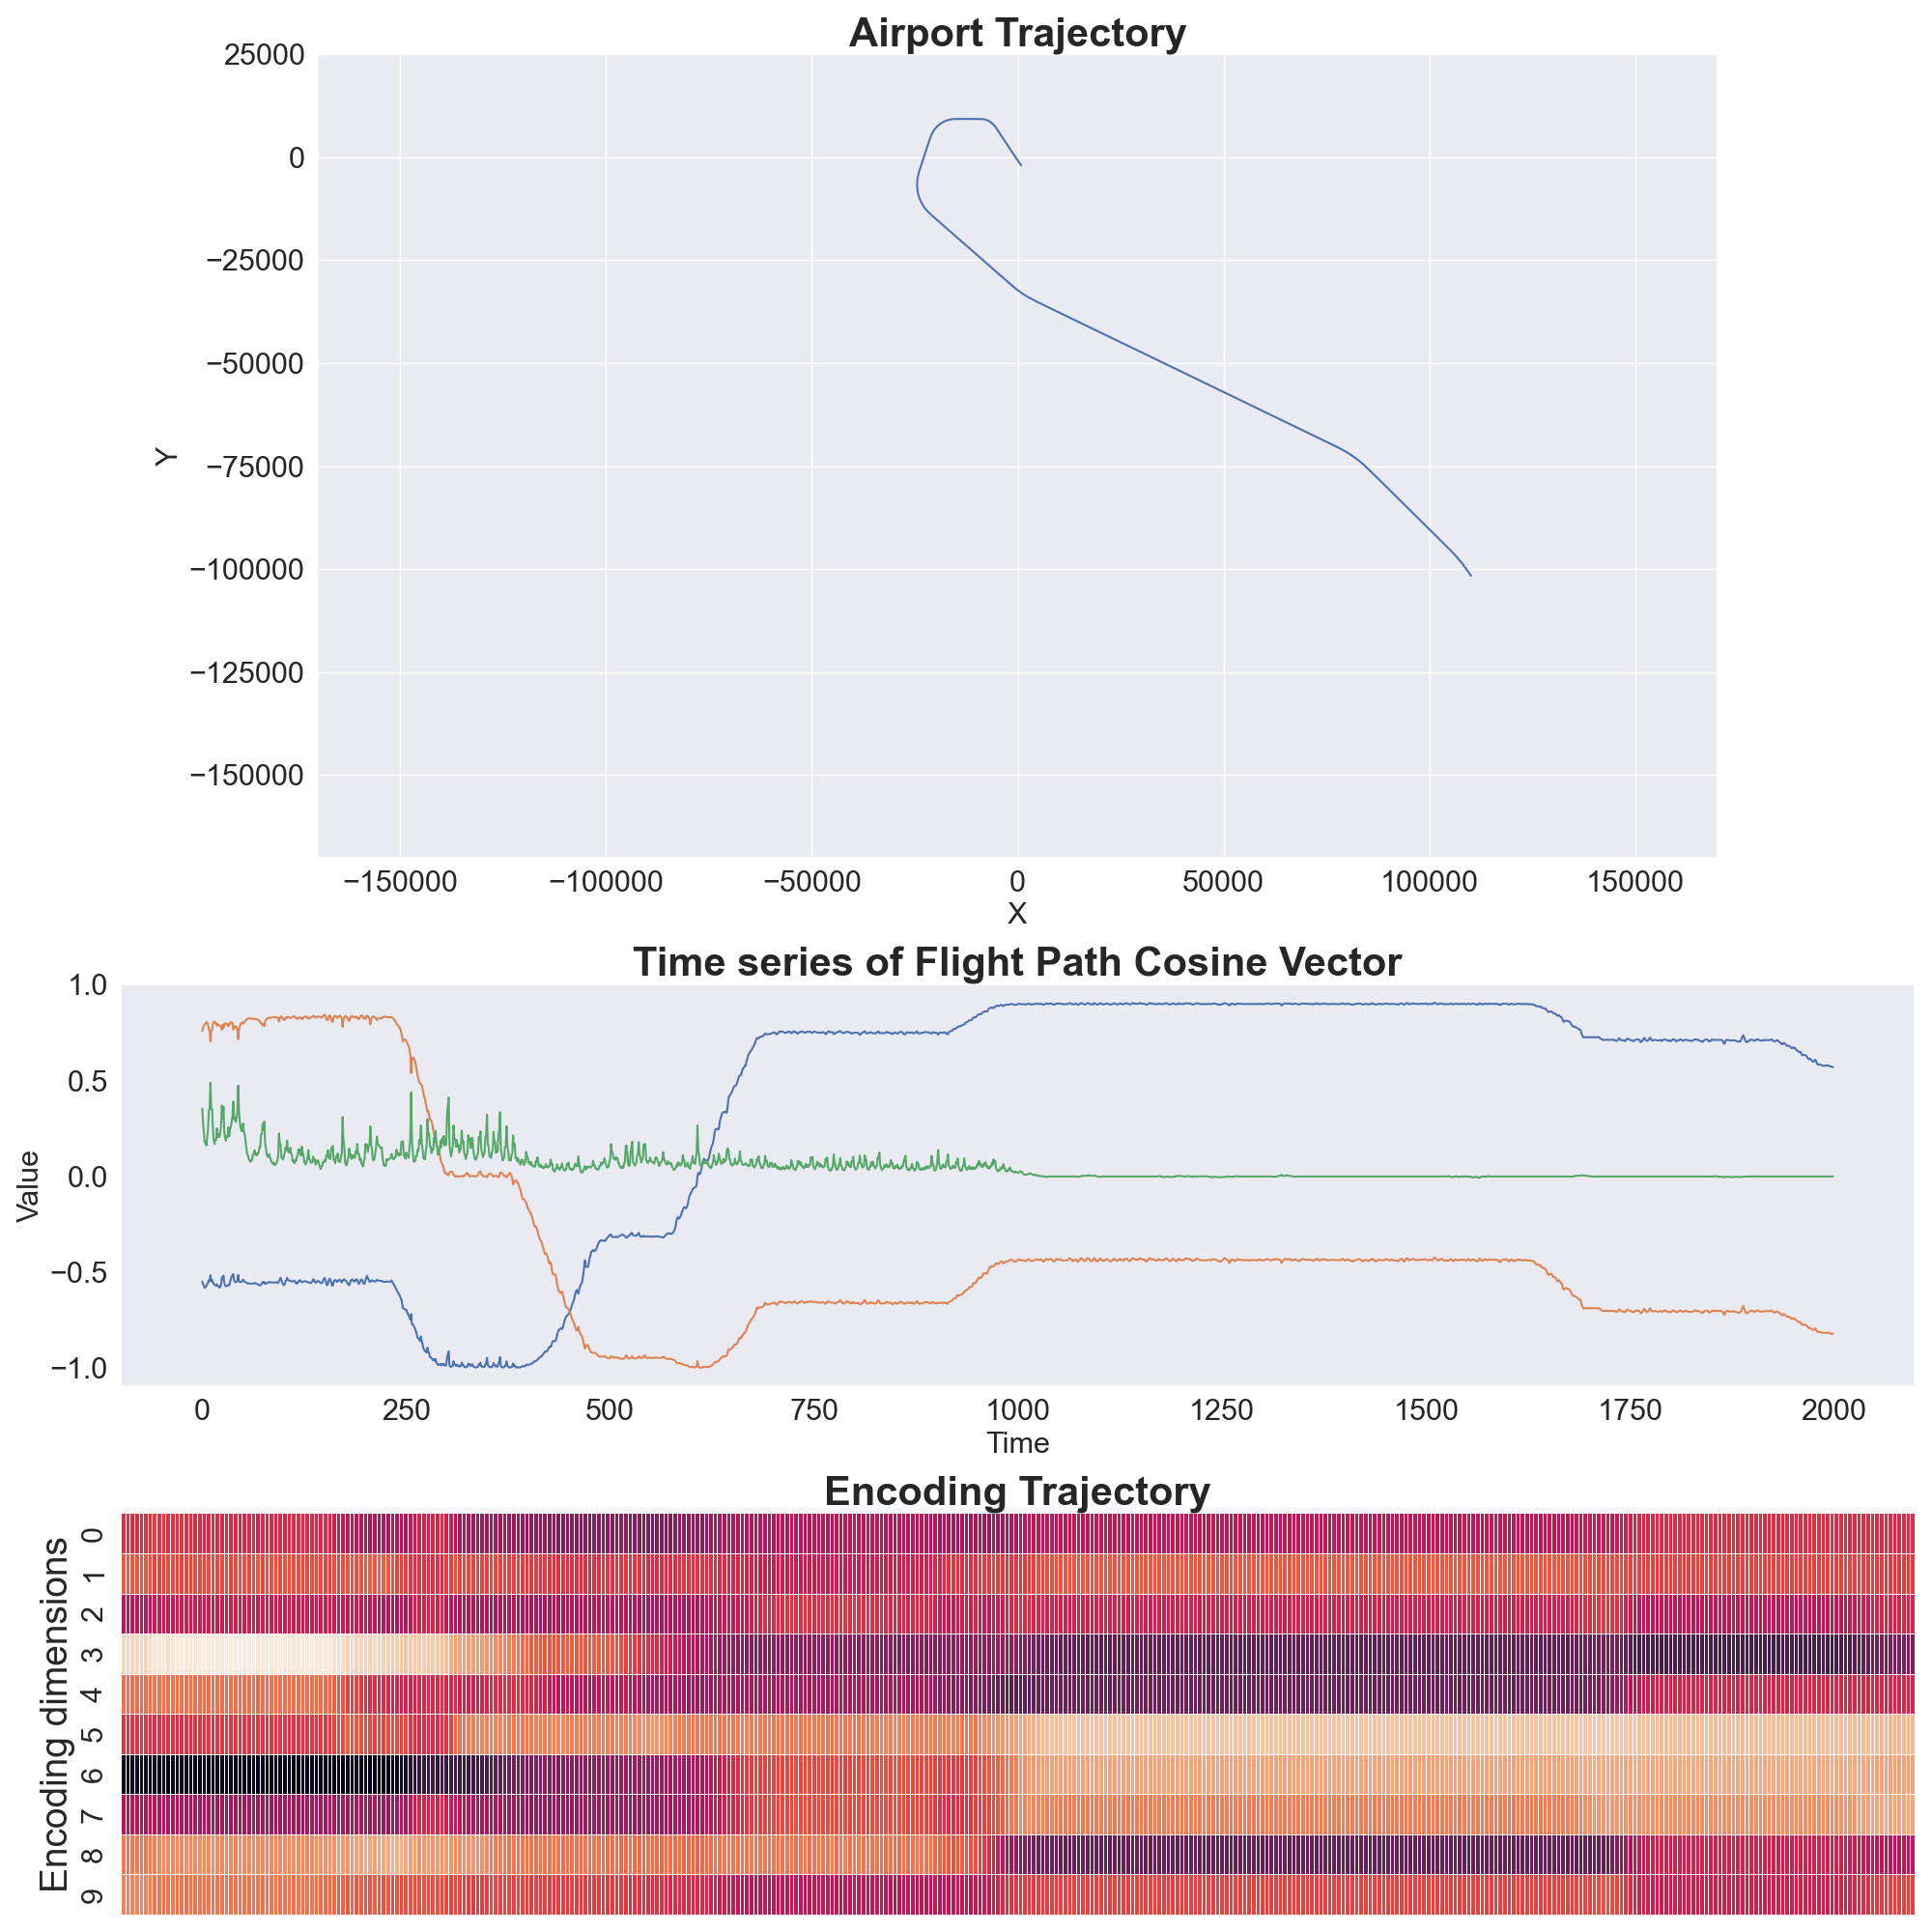 Airport Trajectory
25000
0
−25000
−50000
−75000
−100000
−125000
−150000
Y
−150000 −100000 −50000 0 50000 100000 150000
X
Time series of Flight Path Cosine Vector
1.0
0.5
0.0
−0.5
−1.0
Value
0 250 500 750 1000 1250 1500 1750 2000
Time
Encoding Trajectory
Encoding dimensions
0
1
2
3
4
5
6
7
8
9